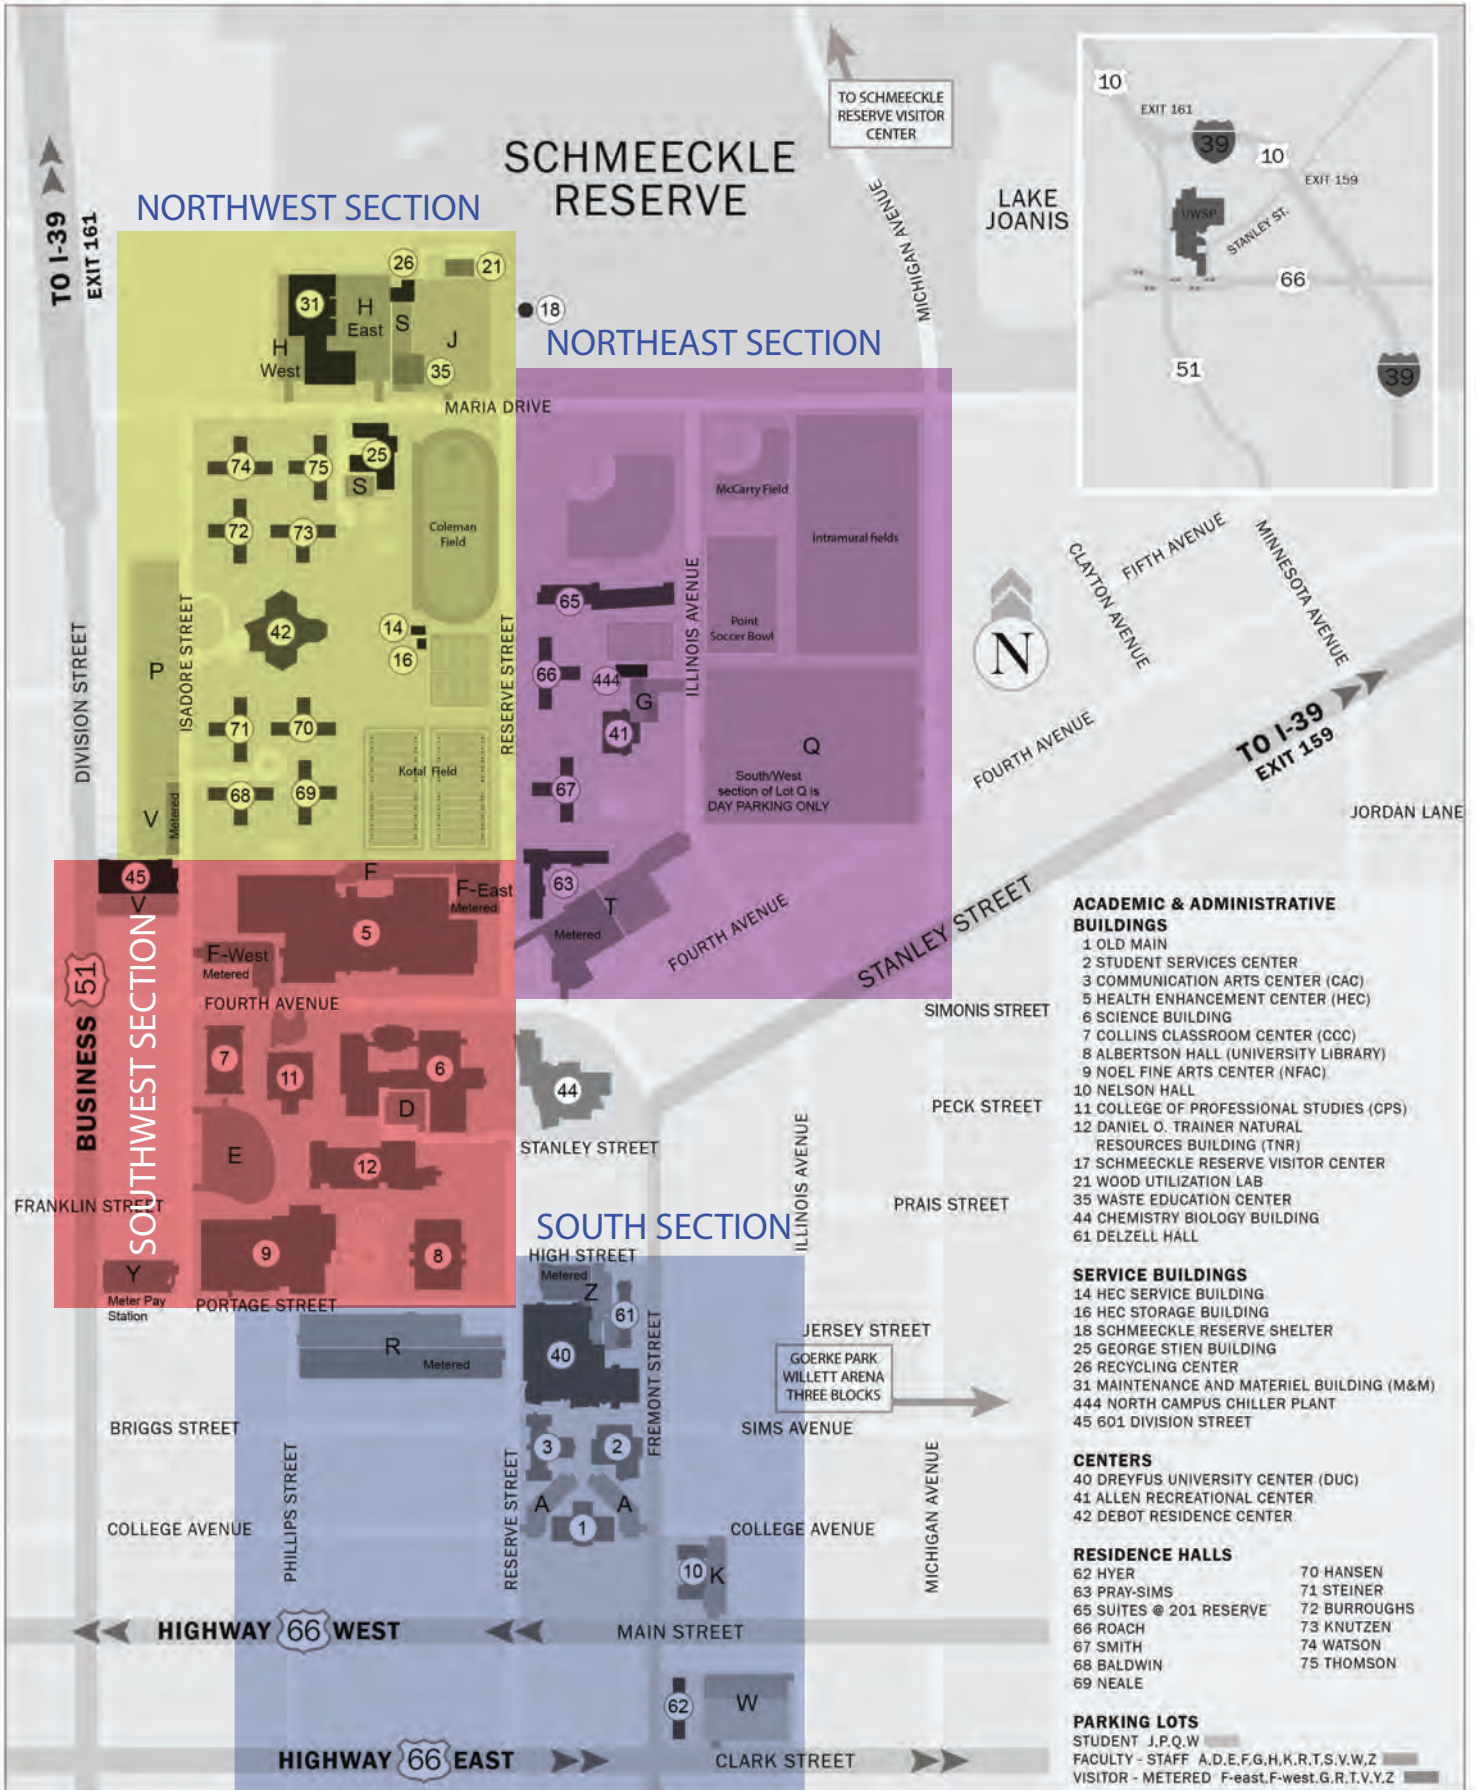 TO SCHMEECKLE
RESERVE VISITOR
CENTER
SCHMEECKLE
RESERVE
LAKE
JOANIS
MICHIGAN AVENUE
10
EXIT 161
39
10
EXIT 159
UWSP
STANLEY ST.
66
51
39
TO I-39
EXIT 161
NORTHWEST SECTION
26
21
31
H
East
S
J
18
H
West
35
NORTHEAST SECTION
MARIA DRIVE
74
75
25
S
72
73
Coleman
Field
McCarty Field
Intramural fields
65
ILLINOIS AVENUE
Point
Soccer Bowl
42
14
16
ISADORE STREET
RESERVE STREET
DIVISION STREET
P
66
444
G
41
71
70
Kotal Field
68
69
67
Q
South/West
section of Lot Q is
DAY PARKING ONLY
V
Metered
CLAYTON AVENUE
FIFTH AVENUE
MINNESOTA AVENUE
N
FOURTH AVENUE
TO I-39
EXIT 159
JORDAN LANE
STANLEY STREET
45
V
F
F-East
Metered
5
63
T
Metered
FOURTH AVENUE
F-West
Metered
FOURTH AVENUE
BUSINESS 51
SOUTHWEST SECTION
SIMONIS STREET
7
11
6
D
44
PECK STREET
STANLEY STREET
ILLINOIS AVENUE
E
12
FRANKLIN STREET
PRAIS STREET
9
8
SOUTH SECTION
HIGH STREET
Y
Meter Pay
Station
PORTAGE STREET
Metered
Z
61
R
Metered
40
FREMONT STREET
JERSEY STREET
GOERKE PARK
WILLETT ARENA
THREE BLOCKS
BRIGGS STREET
SIMS AVENUE
3
2
PHILLIPS STREET
RESERVE STREET
MICHIGAN AVENUE
A
A
1
COLLEGE AVENUE
COLLEGE AVENUE
10
K
HIGHWAY 66 WEST
MAIN STREET
62
W
HIGHWAY 66 EAST
CLARK STREET
ACADEMIC & ADMINISTRATIVE
BUILDINGS
1 OLD MAIN
2 STUDENT SERVICES CENTER
3 COMMUNICATION ARTS CENTER (CAC)
5 HEALTH ENHANCEMENT CENTER (HEC)
6 SCIENCE BUILDING
7 COLLINS CLASSROOM CENTER (CCC)
8 ALBERTSON HALL (UNIVERSITY LIBRARY)
9 NOEL FINE ARTS CENTER (NFAC)
10 NELSON HALL
11 COLLEGE OF PROFESSIONAL STUDIES (CPS)
12 DANIEL O. TRAINER NATURAL
RESOURCES BUILDING (TNR)
17 SCHMEECKLE RESERVE VISITOR CENTER
21 WOOD UTILIZATION LAB
35 WASTE EDUCATION CENTER
44 CHEMISTRY BIOLOGY BUILDING
61 DELZELL HALL
SERVICE BUILDINGS
14 HEC SERVICE BUILDING
16 HEC STORAGE BUILDING
18 SCHMEECKLE RESERVE SHELTER
25 GEORGE STIEN BUILDING
26 RECYCLING CENTER
31 MAINTENANCE AND MATERIEL BUILDING (M&M)
444 NORTH CAMPUS CHILLER PLANT
45 601 DIVISION STREET
CENTERS
40 DREYFUS UNIVERSITY CENTER (DUC)
41 ALLEN RECREATIONAL CENTER
42 DEBOT RESIDENCE CENTER
RESIDENCE HALLS
62 HYER
63 PRAY-SIMS
65 SUITES @ 201 RESERVE
66 ROACH
67 SMITH
68 BALDWIN
69 NEALE
70 HANSEN
71 STEINER
72 BURROUGHS
73 KNUTZEN
74 WATSON
75 THOMSON
PARKING LOTS
STUDENT J,P,Q,W
FACULTY - STAFF A,D,E,F,G,H,K,R,T,S,V,W,Z
VISITOR - METERED F-east,F-west,G,R,T,V,Y,Z